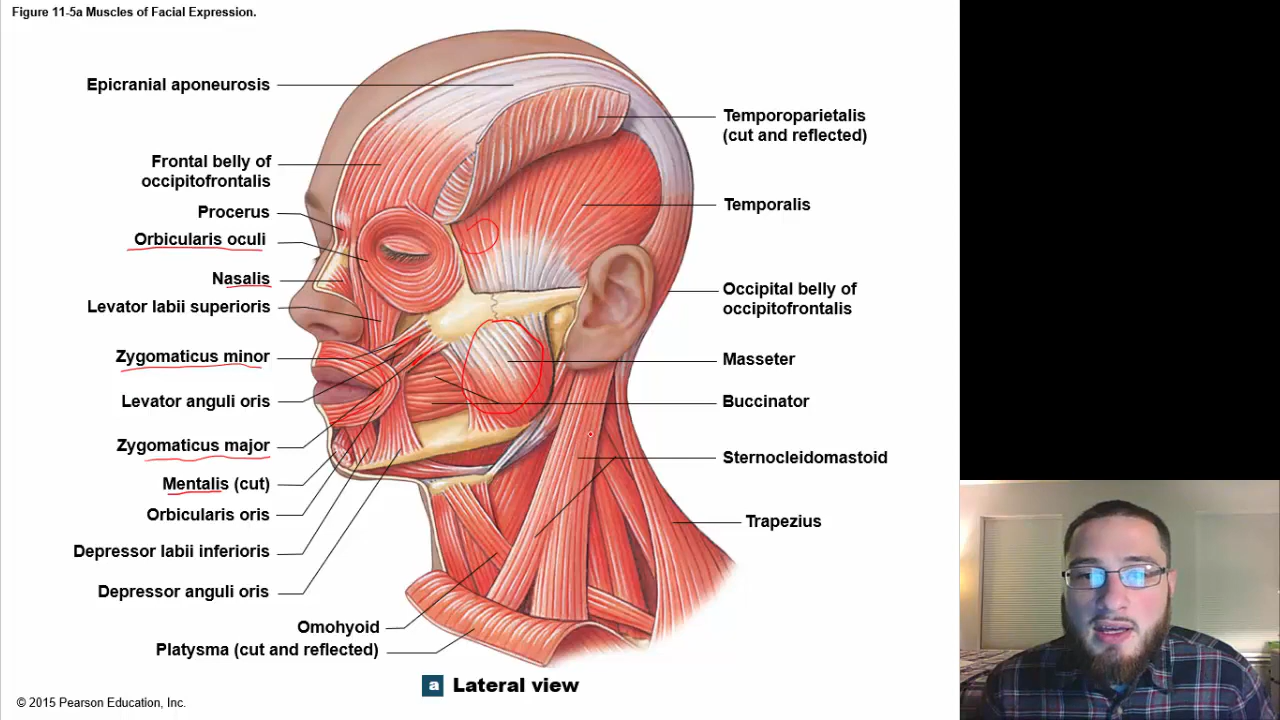 Figure 11-5a Muscles of Facial Expression.
Epicranial aponeurosis
Frontal belly of
occipitofrontalis
Procerus
Orbicularis oculi
Nasalis
Levator labii superioris
Zygomaticus minor
Levator anguli oris
Zygomaticus major
Mentalis (cut)
Orbicularis oris
Depressor labii inferioris
Depressor anguli oris
Omohyoid
Platysma (cut and reflected)
Temporoparietalis
(cut and reflected)
Temporalis
Occipital belly of
occipitofrontalis
Masseter
Buccinator
Sternocleidomastoid
Trapezius
a Lateral view
© 2015 Pearson Education, Inc.